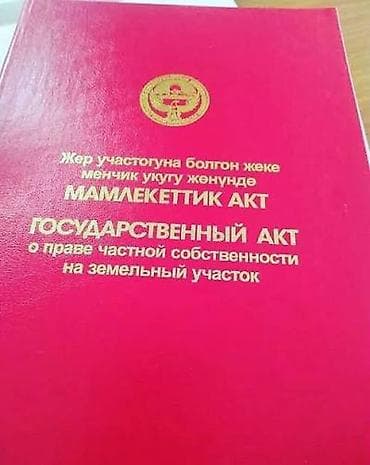 Жер участогуна болгон жеке
менчик укугу жөнүндө
МАМЛЕКЕТТИК АКТ
ГОСУДАРСТВЕННЫЙ АКТ
о праве частной собственности
на земельный участок